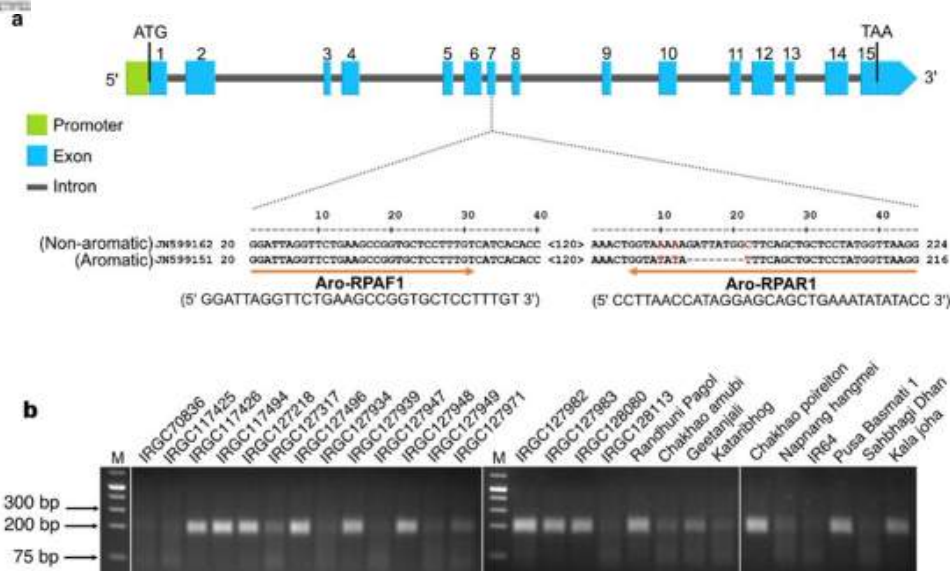 a
ATG
TAA
1 2 3 4 5 6 7 8 9 10 11 12 13 14 15
5'
3'
Promoter
Exon
Intron
10 20 30 40 10 20 30 40
(Non-aromatic) JN599162 20 GGATTAGGTTCTGAAGCCGGTGCTCCTTTGTCATCACACC <120> AAACTGGTAAAAAGATTATGGCTTCAGCTGCTCCTATGGTTAAGG 224
(Aromatic) JN599151 20 GGATTAGGTTCTGAAGCCGGTGCTCCTTTGTCATCACACC <120> AAACTGGTATATA--------TTTCAGCTGCTCCTATGGTTAAGG 216
Aro-RPAF1 Aro-RPAR1
(5' GGATTAGGTTCTGAAGCCGGTGCTCCTTTGT 3') (5' CCTTAACCATAGGAGCAGCTGAAATATATACC 3')
b
M
IRGC70836
IRGC117425
IRGC117426
IRGC117494
IRGC127218
IRGC127317
IRGC127496
IRGC127934
IRGC127939
IRGC127947
IRGC127948
IRGC127949
IRGC127971
M
IRGC127982
IRGC127983
IRGC128080
IRGC128113
Randhuni Pagol
Chakhao amubi
Geetanjali
Kataribhog
Chakhao poireiton
Napnang hangmei
IR64
Pusa Basmati 1
Sahbhagi Dhan
Kala joha
300 bp
200 bp
75 bp